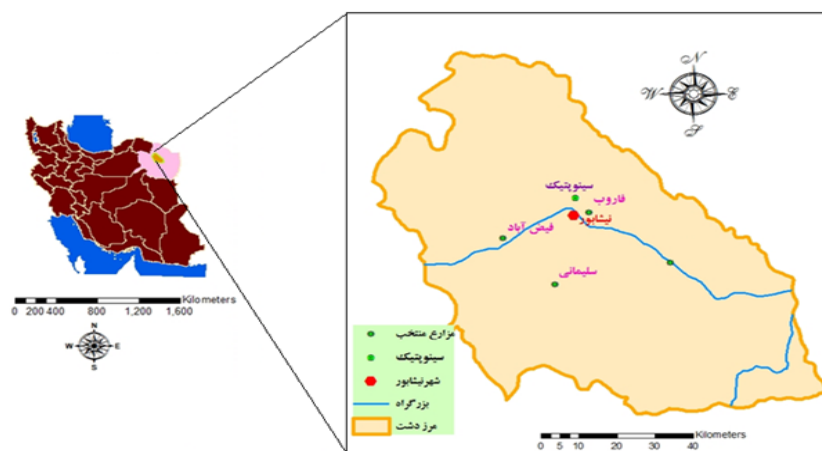 Kilometers
0 200 400 800 1,200 1,600
N
W E
S
N
W E
S
سینوپتیک
فاروب
نیشابور
فیض آباد
سلیمانی
مزارع منتخب
سینوپتیک
شهرنیشابور
بزرگراه
مرز دشت
Kilometers
0 5 10 20 30 40